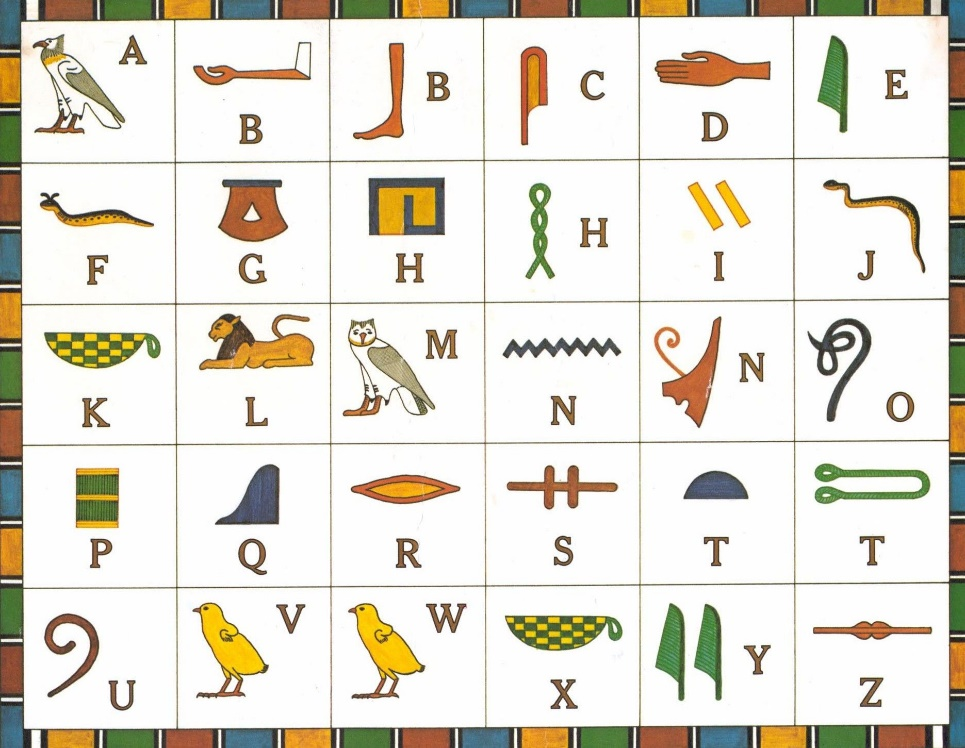 A B B C D E
F G H H I J
K L M N N O
P Q R S T T
U V W X Y Z